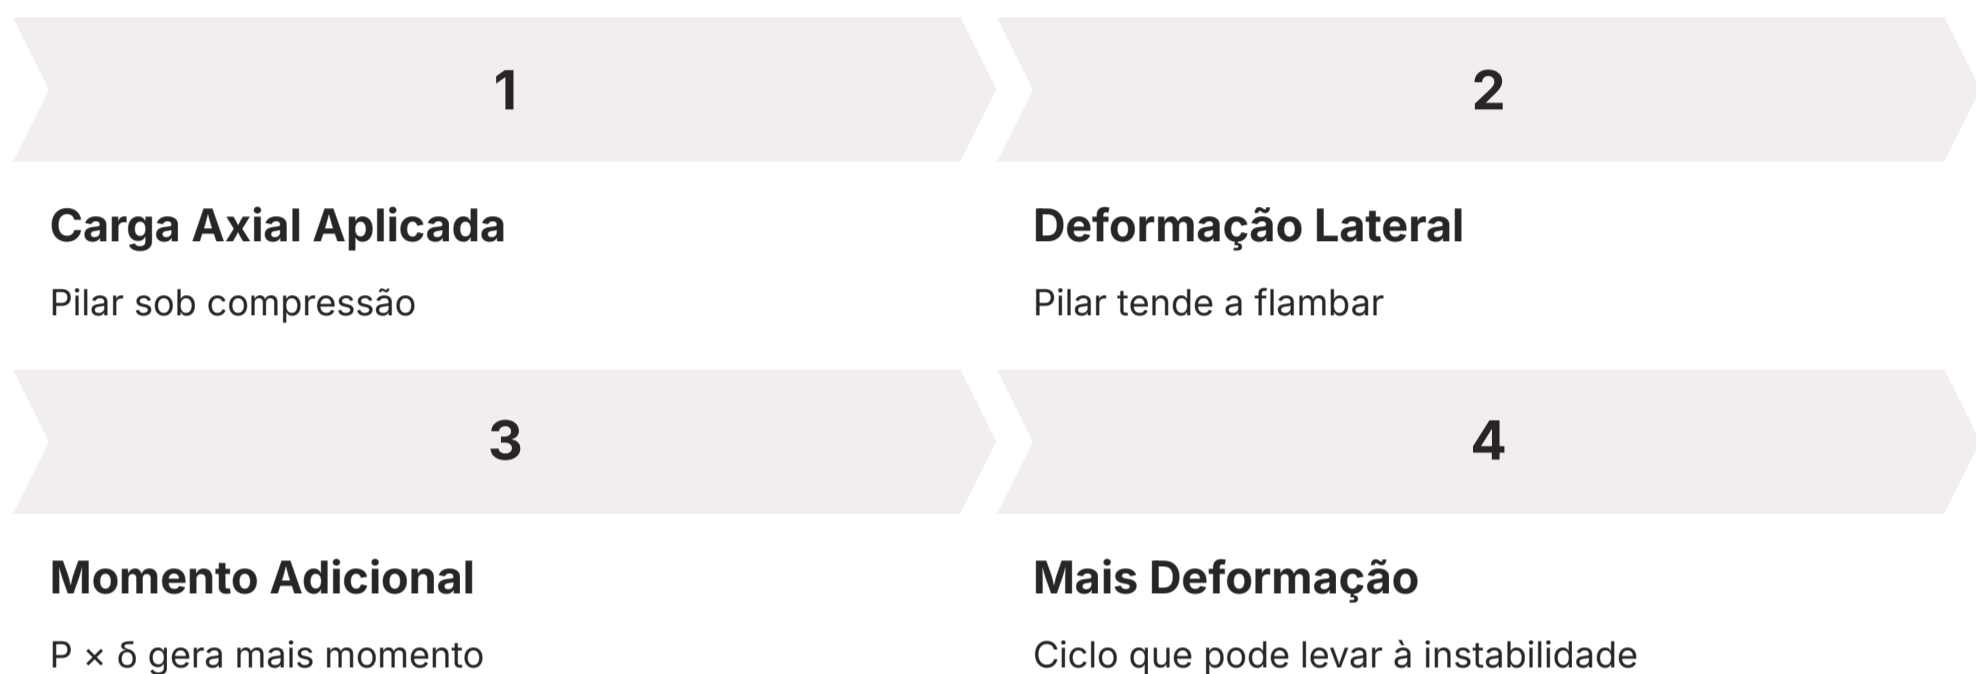 1
2
Carga Axial Aplicada
Pilar sob compressão
Deformação Lateral
Pilar tende a flambar
3
4
Momento Adicional
P × δ gera mais momento
Mais Deformação
Ciclo que pode levar à instabilidade